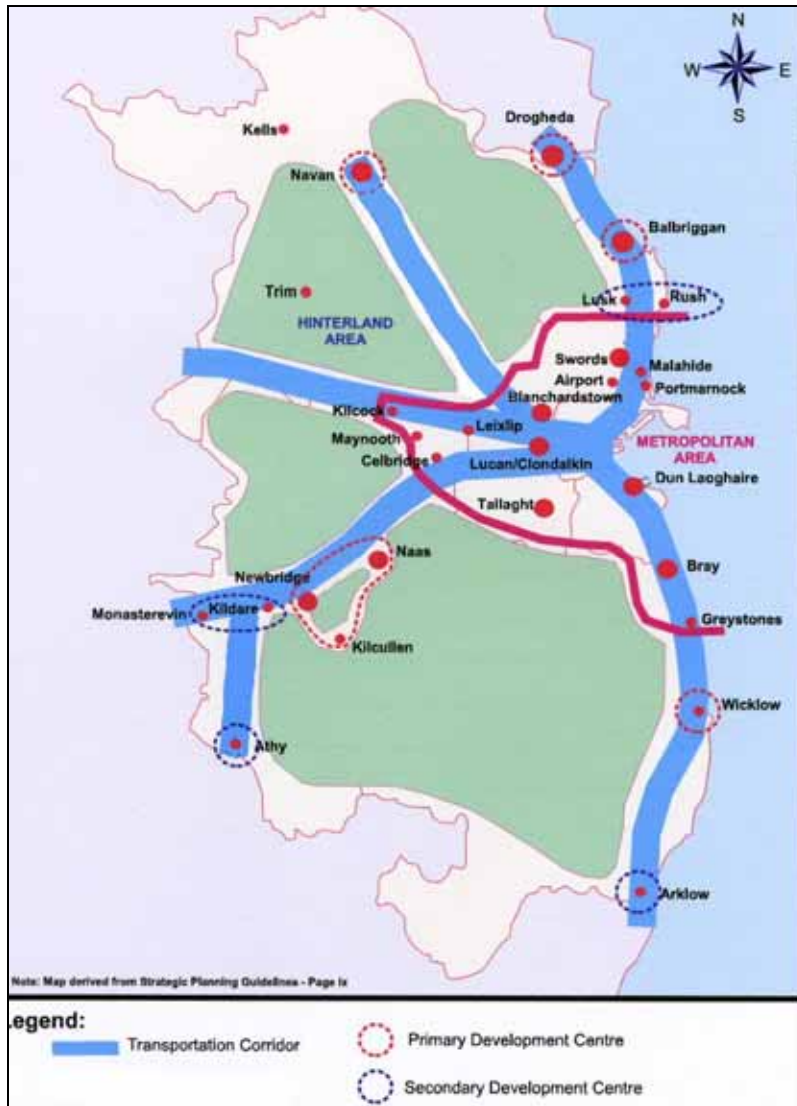 N
W E
S
Drogheda
Kells
Navan
Balbriggan
Trim
Lusk
Rush
HINTERLAND
AREA
Swords
Malahide
Airport
Portmarnock
Blanchardstown
Kilcock
Leixlip
Maynooth
METROPOLITAN
AREA
Celbridge
Lucan/Clondalkin
Dun Laoghaire
Tallaght
Naas
Bray
Newbridge
Kildare
Monasterevin
Greystones
Kilcullen
Wicklow
Athy
Arklow
Note: Map derived from Strategic Planning Guidelines - Page ix
Legend:
Transportation Corridor
Primary Development Centre
Secondary Development Centre